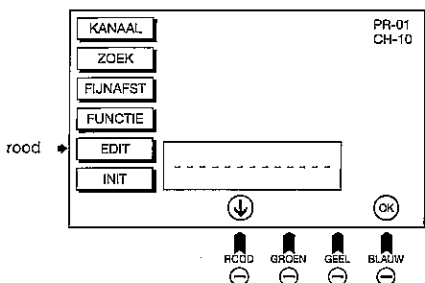 KANAAL
PR-01
CH-10
ZOEK
FIJNAFST
FUNCTIE
rood
EDIT
INIT
OK
ROOD GROEN GEEL BLAUW